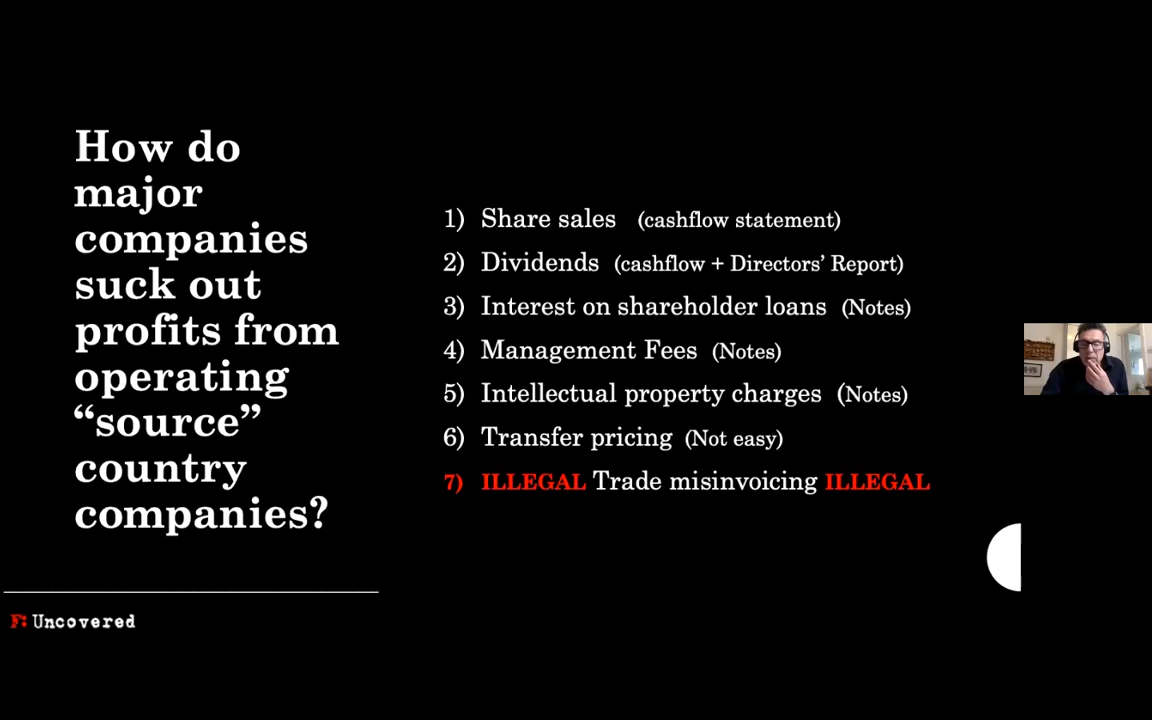 How do
major
companies
suck out
profits from
operating
“source”
country
companies?
1) Share sales (cashflow statement)
2) Dividends (cashflow + Directors’ Report)
3) Interest on shareholder loans (Notes)
4) Management Fees (Notes)
5) Intellectual property charges (Notes)
6) Transfer pricing (Not easy)
7) ILLEGAL Trade misinvoicing ILLEGAL
F: Uncovered